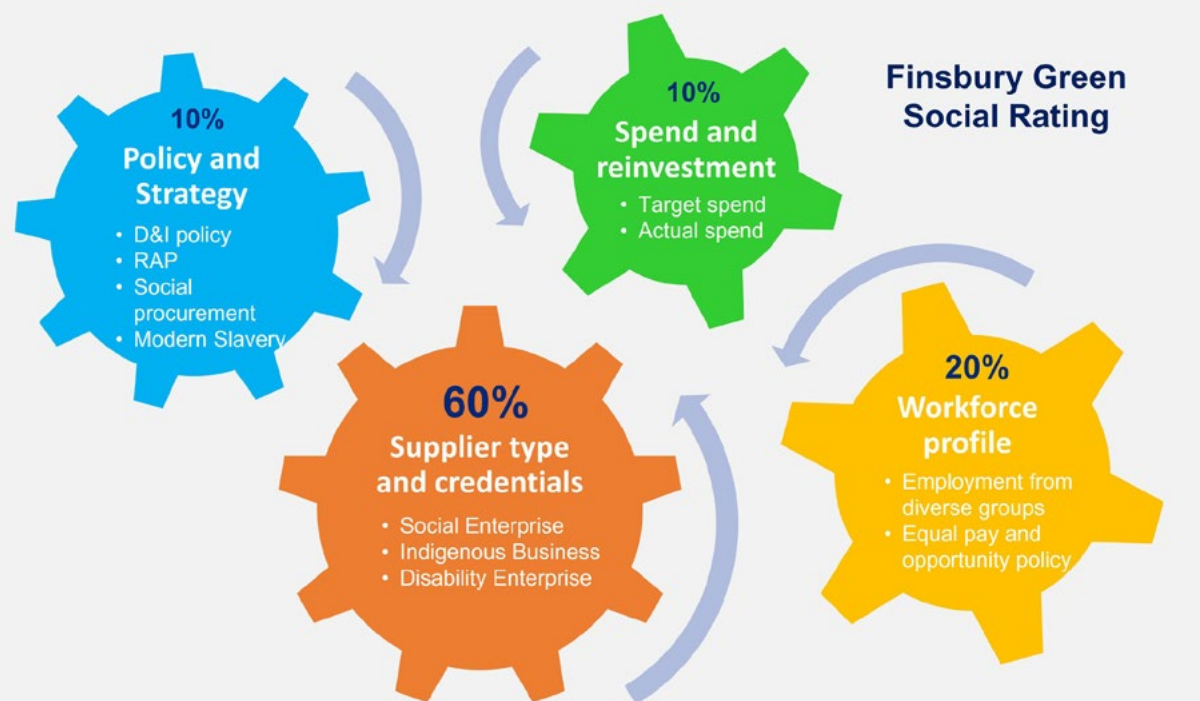 Finsbury Green
Social Rating
10%
Policy and
Strategy
• D&I policy
• RAP
• Social
procurement
• Modern Slavery
10%
Spend and
reinvestment
• Target spend
• Actual spend
60%
Supplier type
and credentials
• Social Enterprise
• Indigenous Business
• Disability Enterprise
20%
Workforce
profile
• Employment from
diverse groups
• Equal pay and
opportunity policy